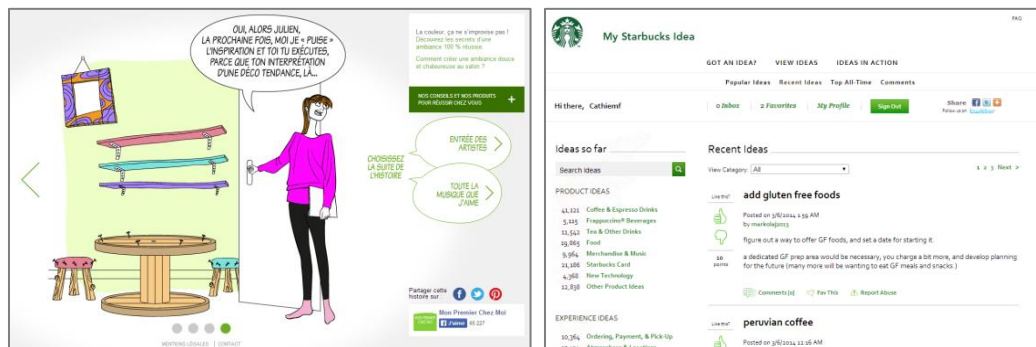 OUI, ALORS JULIEN,
LA PROCHAINE FOIS, MOI JE « PUISE »
L'INSPIRATION ET TOI TU EXÉCUTES,
PARCE QUE TON INTERPRÉTATION
D'UNE DÉCO TENDANCE, LÀ...
La couleur, ça ne s'improvise pas !
Découvrez les secrets d'une
ambiance 100 % réussie.
Comment créer une ambiance douce
et chaleureuse au salon ?
NOS CONSEILS ET NOS PRODUITS
POUR RÉUSSIR CHEZ VOUS +
CHOISISSEZ
LA SUITE DE
L'HISTOIRE
ENTRÉE DES
ARTISTES
TOUTE LA
MUSIQUE QUE
J'AIME
Partager cette
histoire sur
Mon Premier Chez Moi
J'aime
MENTIONS LÉGALES | CONTACT
FAQ
My Starbucks Idea
GOT AN IDEA? VIEW IDEAS IDEAS IN ACTION
Popular Ideas Recent Ideas Top All-Time Comments
Hi there, Cathiemf
0 Inbox 2 Favorites My Profile Sign Out
Share
Ideas so far
Search Ideas
PRODUCT IDEAS
41,121 Coffee & Espresso Drinks
5,115 Frappuccino® Beverages
11,542 Tea & Other Drinks
19,865 Food
9,964 Merchandise & Music
21,186 Starbucks Card
4,368 New Technology
12,838 Other Product Ideas
EXPERIENCE IDEAS
10,364 Ordering, Payment, & Pick-Up
Recent Ideas
View Category: All
1 2 3 Next >
Like this?
add gluten free foods
Posted on 3/6/2014 1:59 AM
by markolaj2013
figure out a way to offer GF foods, and set a date for starting it.
10
points
a dedicated GF prep area would be necessary, you charge a bit more, and develop planning
for the future (many more will be wanting to eat GF meals and snacks.)
Comments [0] Fav This Report Abuse
Like this?
peruvian coffee
Posted on 3/5/2014 11:16 AM